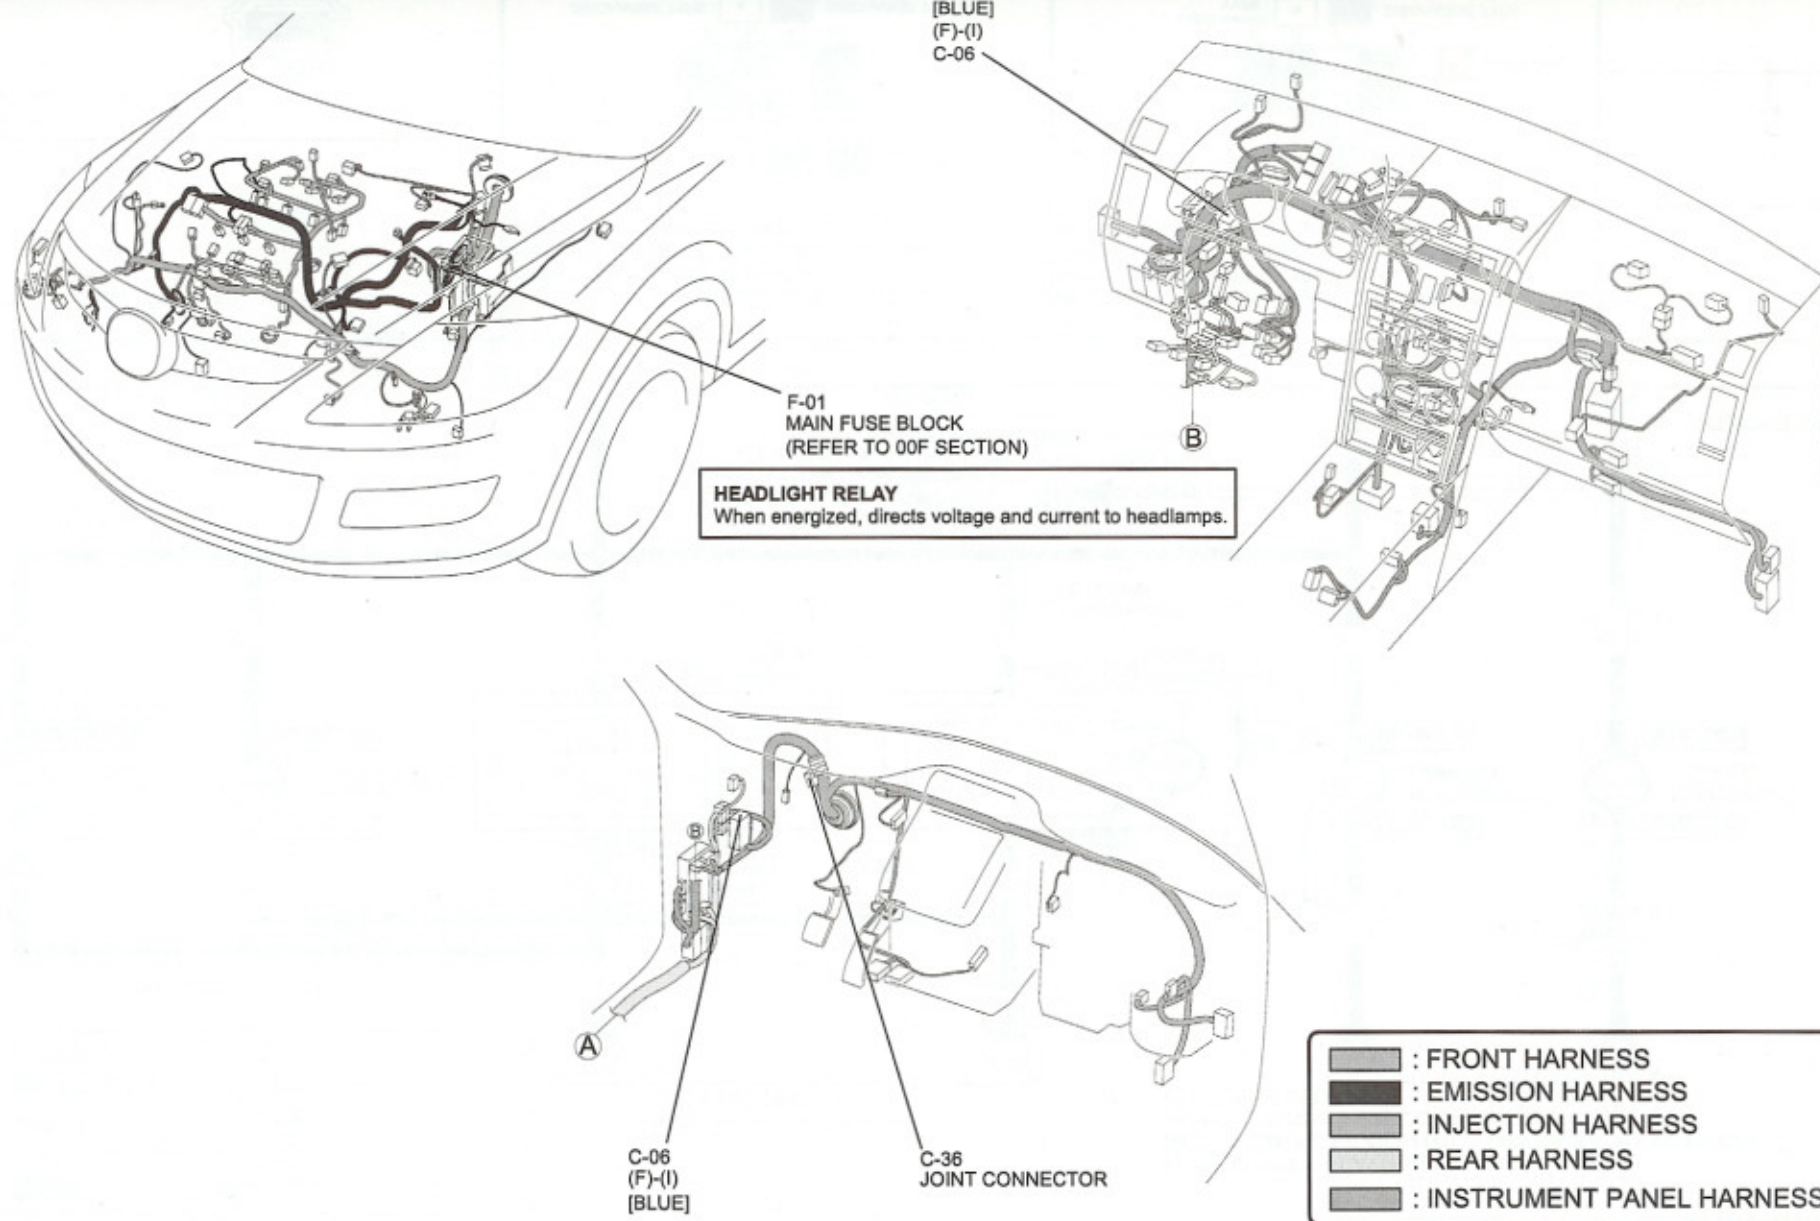 [BLUE]
(F)-(I)
C-06
F-01
MAIN FUSE BLOCK
(REFER TO 00F SECTION)
HEADLIGHT RELAY
When energized, directs voltage and current to headlamps.
B
B
A
C-06
(F)-(I)
[BLUE]
C-36
JOINT CONNECTOR
: FRONT HARNESS
: EMISSION HARNESS
: INJECTION HARNESS
: REAR HARNESS
: INSTRUMENT PANEL HARNESS